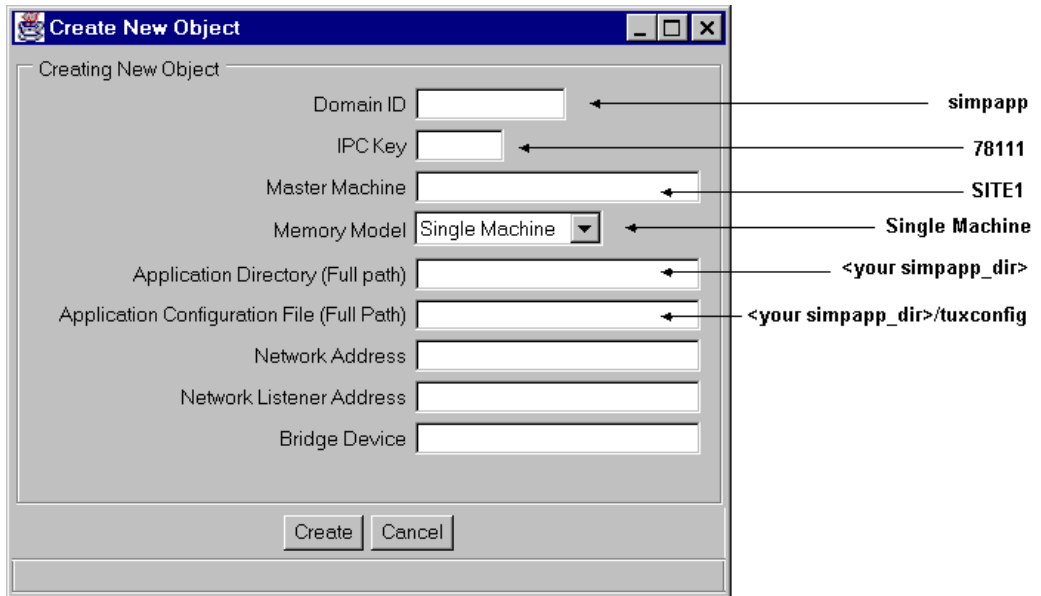 Create New Object
Creating New Object
Domain ID simpapp
IPC Key 78111
Master Machine SITE1
Memory Model Single Machine Single Machine
Application Directory (Full path) <your simpapp_dir>
Application Configuration File (Full Path) <your simpapp_dir>/tuxconfig
Network Address
Network Listener Address
Bridge Device
Create Cancel